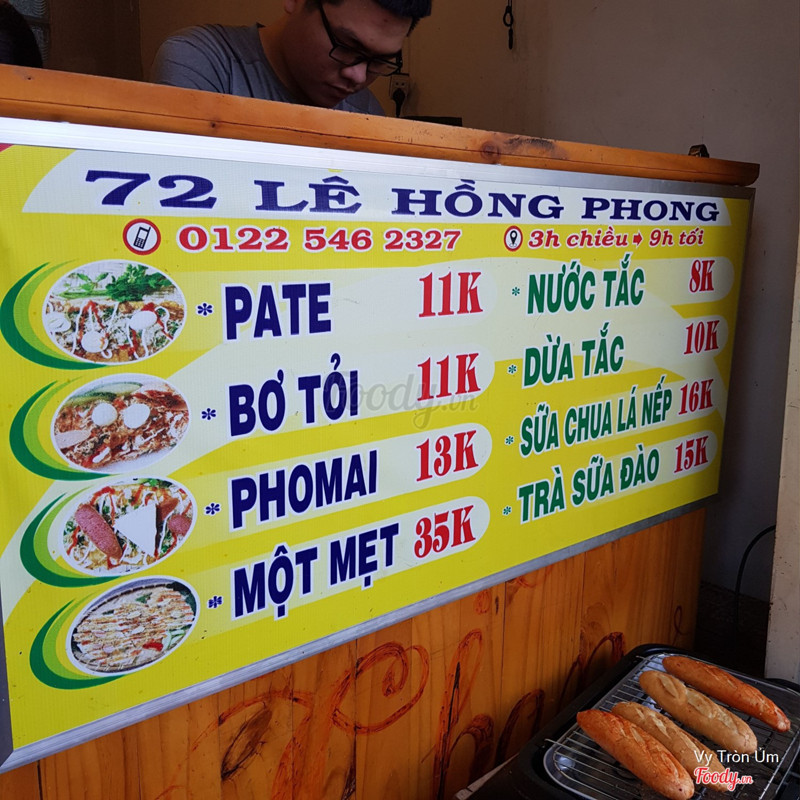 72 LÊ HỒNG PHONG
0122 546 2327 3h chiều 9h tối
* PATE 11K
* BƠ TỎI 11K
* PHOMAI 13K
* MỘT MẸT 35K
* NƯỚC TẮC 8K
* DỪA TẮC 10K
* SỮA CHUA LÁ NẾP 16K
* TRÀ SỮA ĐÀO 15K
Foody.vn
Vy Tròn Úm
Foody.vn